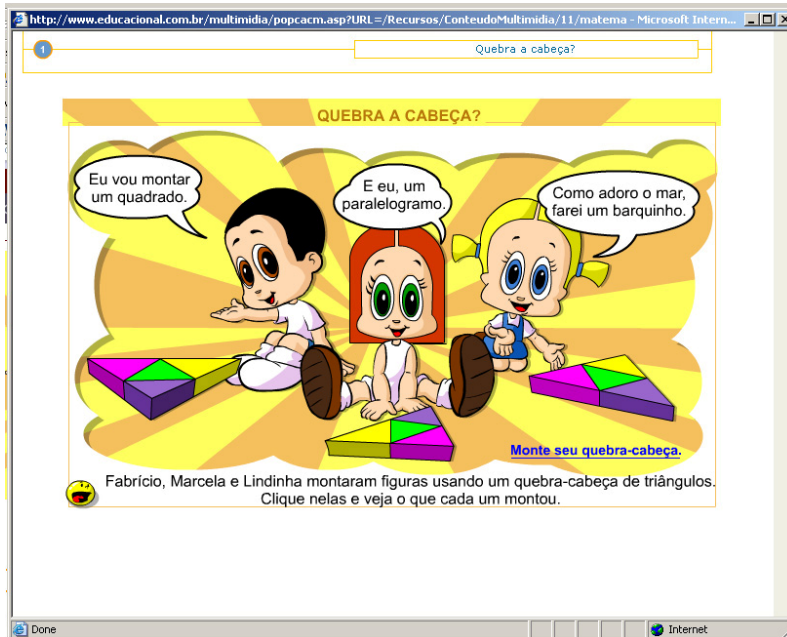 http://www.educacional.com.br/multimidia/popcacm.asp?URL=/Recursos/ConteudoMultimidia/11/matema - Microsoft Intern...
1
Quebra a cabeça?
QUEBRA A CABEÇA?
Eu vou montar
um quadrado.
E eu, um
paralelogramo.
Como adoro o mar,
farei um barquinho.
Monte seu quebra-cabeça.
Fabrício, Marcela e Lindinha montaram figuras usando um quebra-cabeça de triângulos.
Clique nelas e veja o que cada um montou.
Done
Internet